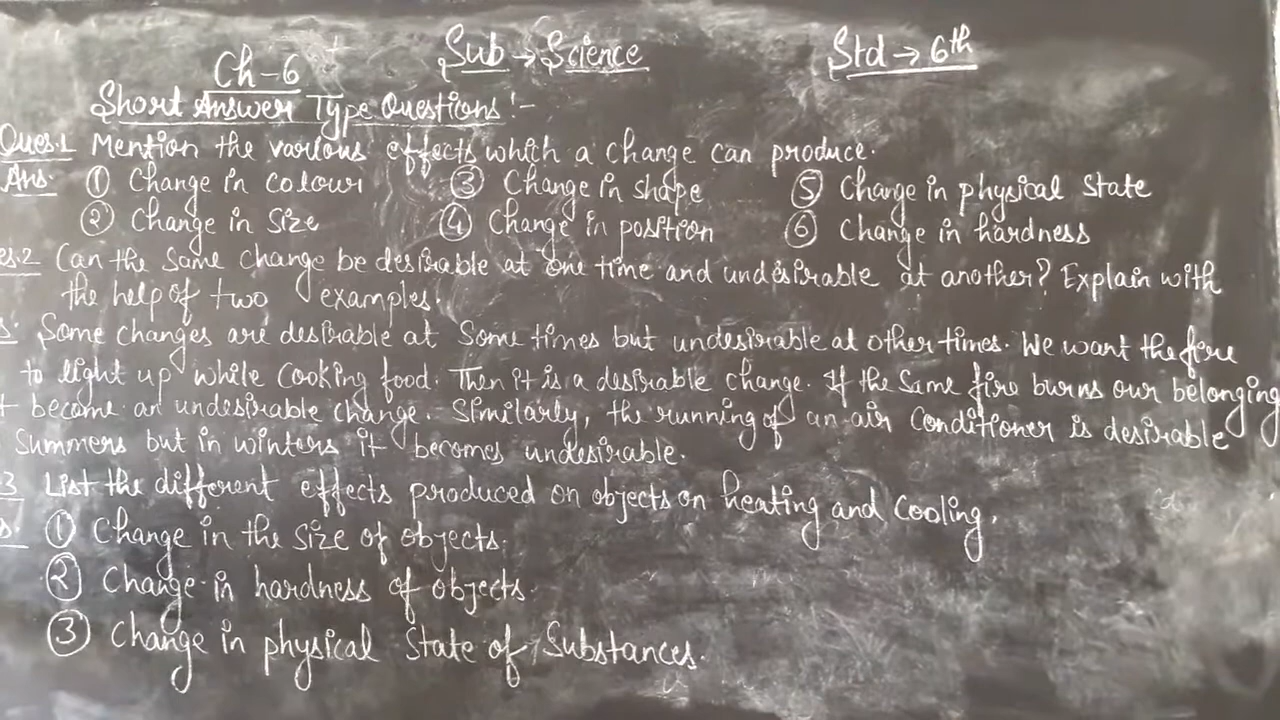 Ch-6 Sub → Science Std → 6th
Short Answer Type Questions :-
Ques.1 Mention the various effects which a change can produce.
Ans. ① Change in colour ③ Change in shape ⑤ Change in physical state
② Change in size ④ Change in position ⑥ Change in hardness
es.2 Can the same change be desirable at one time and undesirable at another? Explain with
the help of two examples.
s. Some changes are desirable at some times but undesirable at other times. We want the fire
to light up while cooking food. Then it is a desirable change. If the same fire burns our belonging
t become an undesirable change. Similarly, the running of an air conditioner is desirable
summers but in winters it becomes undesirable.
3 List the different effects produced on objects on heating and cooling.
s. ① Change in the size of objects.
② Change in hardness of objects.
③ Change in physical state of substances.